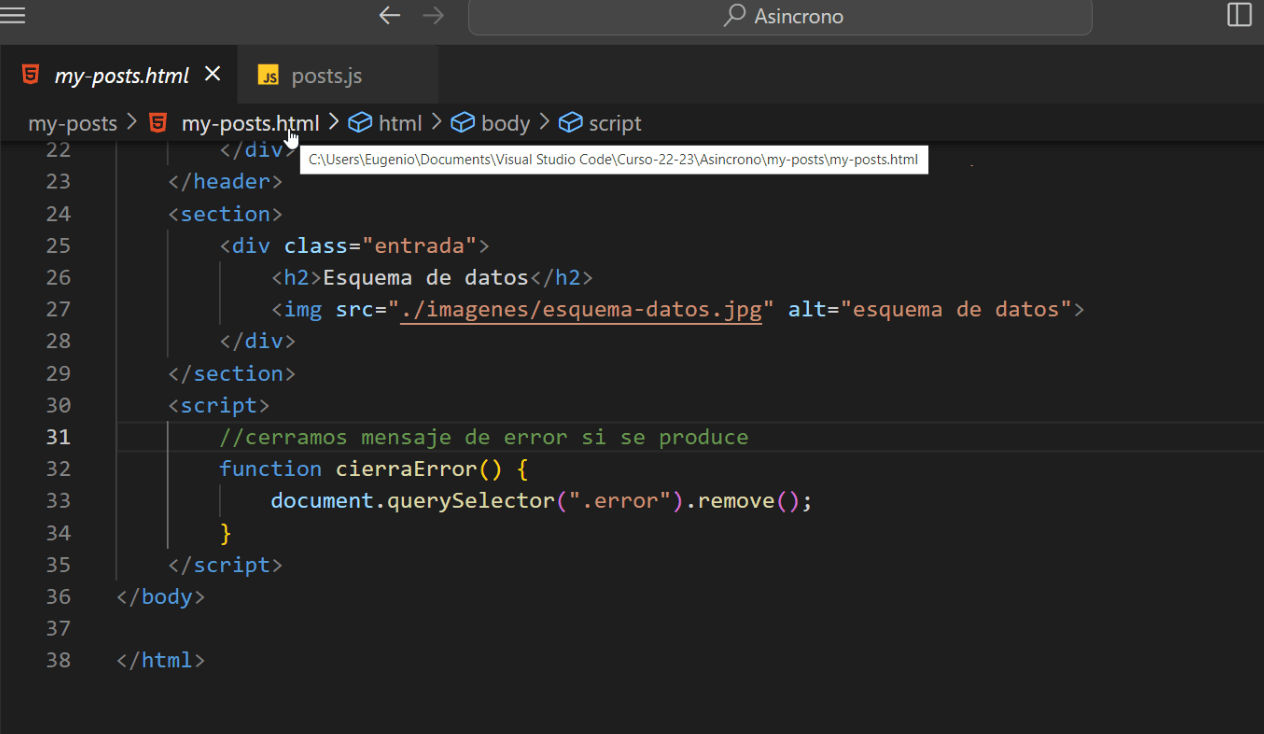 Asincrono
my-posts.html
JS posts.js
my-posts > my-posts.html > html > body > script
C:\Users\Eugenio\Documents\Visual Studio Code\Curso-22-23\Asincrono\my-posts\my-posts.html
22 </div>
23 </header>
24 <section>
25 <div class="entrada">
26 <h2>Esquema de datos</h2>
27 <img src="./imagenes/esquema-datos.jpg" alt="esquema de datos">
28 </div>
29 </section>
30 <script>
31 //cerramos mensaje de error si se produce
32 function cierraError() {
33 document.querySelector(".error").remove();
34 }
35 </script>
36 </body>
37
38 </html>